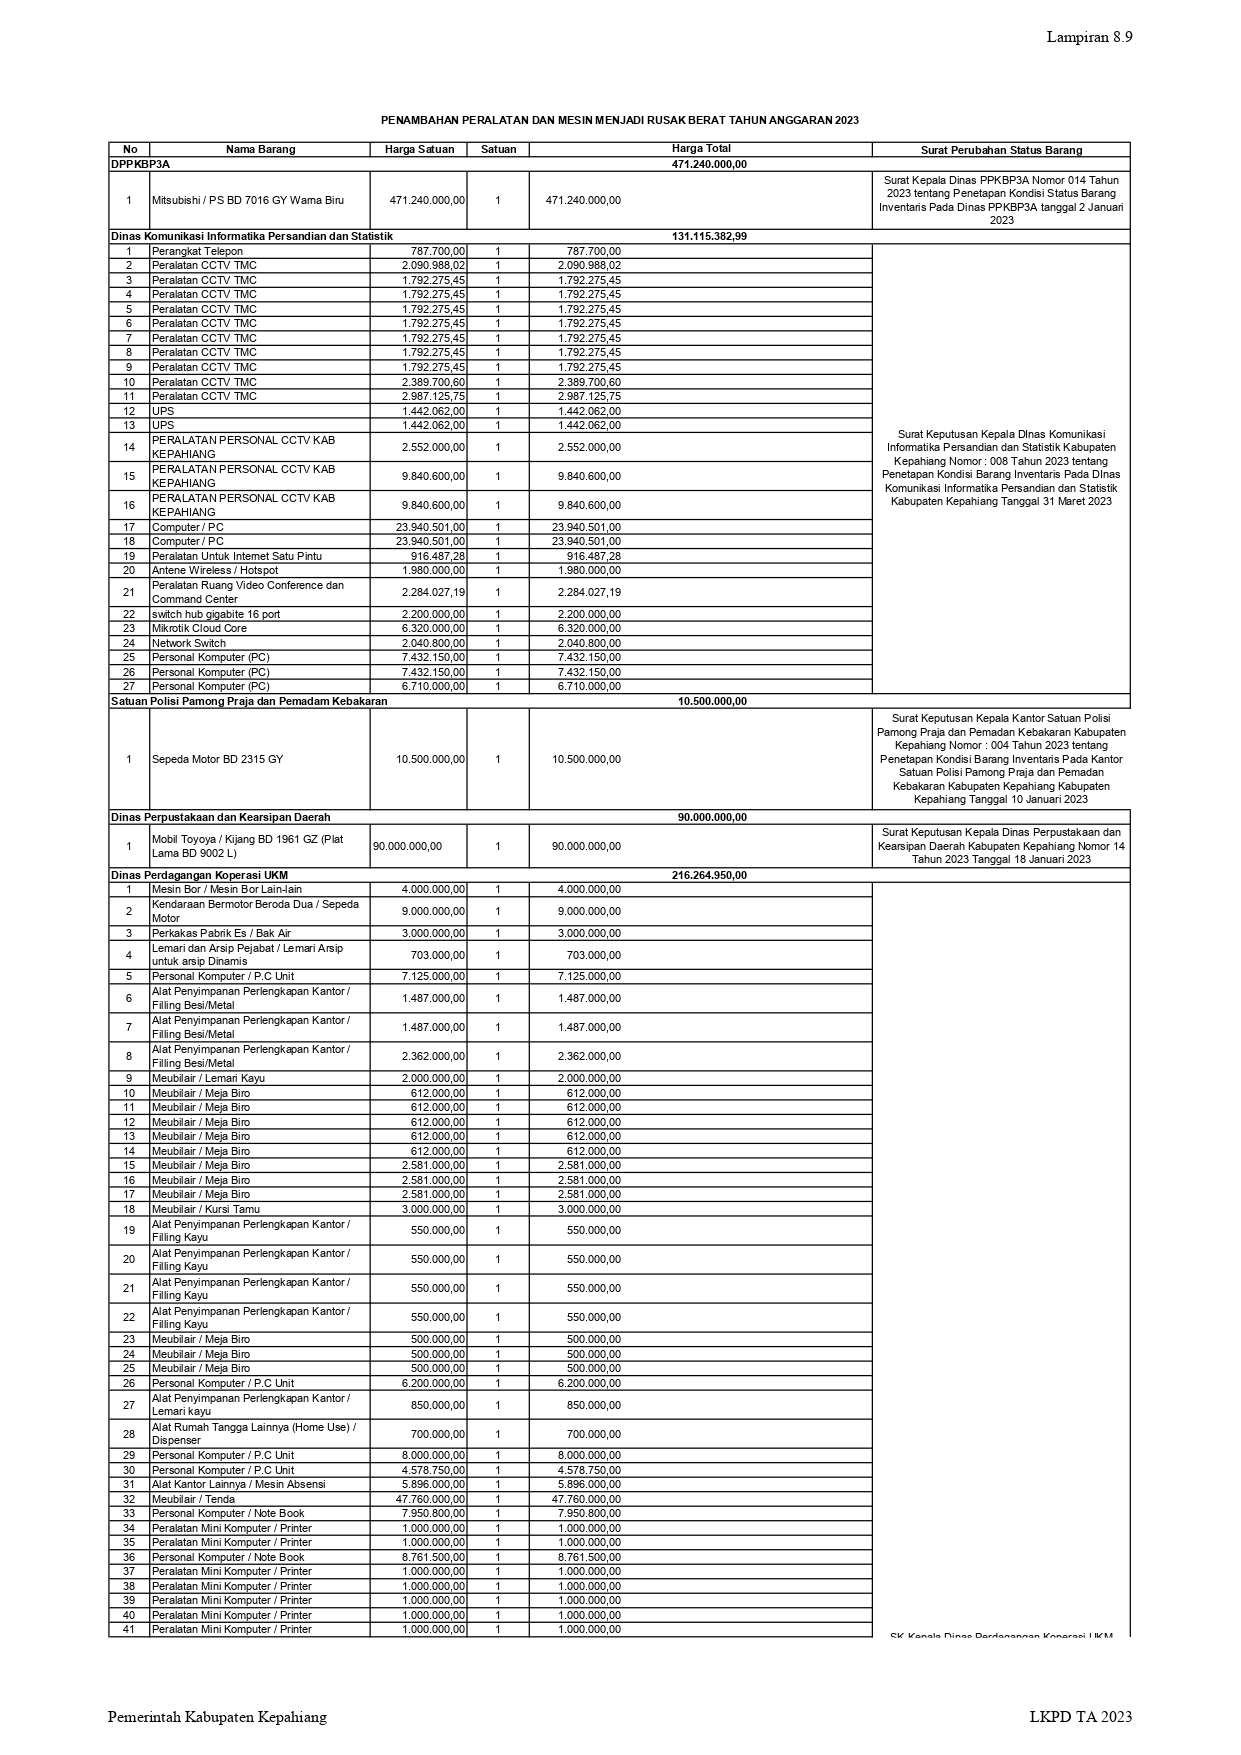 Lampiran 8.9
PENAMBAHAN PERALATAN DAN MESIN MENJADI RUSAK BERAT TAHUN ANGGARAN 2023
No Nama Barang Harga Satuan Satuan Harga Total Surat Perubahan Status Barang
DPPKBP3A 471.240.000,00
1 Mitsubishi / PS BD 7016 GY Warna Biru 471.240.000,00 1 471.240.000,00
Surat Kepala Dinas PPKBP3A Nomor 014 Tahun
2023 tentang Penetapan Kondisi Status Barang
Inventaris Pada Dinas PPKBP3A tanggal 2 Januari
2023
Dinas Komunikasi Informatika Persandian dan Statistik 131.115.382,99
1 Perangkat Telepon 787.700,00 1 787.700,00
2 Peralatan CCTV TMC 2.090.988,02 1 2.090.988,02
3 Peralatan CCTV TMC 1.792.275,45 1 1.792.275,45
4 Peralatan CCTV TMC 1.792.275,45 1 1.792.275,45
5 Peralatan CCTV TMC 1.792.275,45 1 1.792.275,45
6 Peralatan CCTV TMC 1.792.275,45 1 1.792.275,45
7 Peralatan CCTV TMC 1.792.275,45 1 1.792.275,45
8 Peralatan CCTV TMC 1.792.275,45 1 1.792.275,45
9 Peralatan CCTV TMC 1.792.275,45 1 1.792.275,45
10 Peralatan CCTV TMC 2.389.700,60 1 2.389.700,60
11 Peralatan CCTV TMC 2.987.125,75 1 2.987.125,75
12 UPS 1.442.062,00 1 1.442.062,00
13 UPS 1.442.062,00 1 1.442.062,00
14 PERALATAN PERSONAL CCTV KAB
KEPAHIANG 2.552.000,00 1 2.552.000,00
15 PERALATAN PERSONAL CCTV KAB
KEPAHIANG 9.840.600,00 1 9.840.600,00
16 PERALATAN PERSONAL CCTV KAB
KEPAHIANG 9.840.600,00 1 9.840.600,00
17 Computer / PC 23.940.501,00 1 23.940.501,00
18 Computer / PC 23.940.501,00 1 23.940.501,00
19 Peralatan Untuk Internet Satu Pintu 916.487,28 1 916.487,28
20 Antene Wireless / Hotspot 1.980.000,00 1 1.980.000,00
21 Peralatan Ruang Video Conference dan
Command Center 2.284.027,19 1 2.284.027,19
22 switch hub gigabite 16 port 2.200.000,00 1 2.200.000,00
23 Mikrotik Cloud Core 6.320.000,00 1 6.320.000,00
24 Network Switch 2.040.800,00 1 2.040.800,00
25 Personal Komputer (PC) 7.432.150,00 1 7.432.150,00
26 Personal Komputer (PC) 7.432.150,00 1 7.432.150,00
27 Personal Komputer (PC) 6.710.000,00 1 6.710.000,00
Surat Keputusan Kepala DInas Komunikasi
Informatika Persandian dan Statistik Kabupaten
Kepahiang Nomor : 008 Tahun 2023 tentang
Penetapan Kondisi Barang Inventaris Pada DInas
Komunikasi Informatika Persandian dan Statistik
Kabupaten Kepahiang Tanggal 31 Maret 2023
Satuan Polisi Pamong Praja dan Pemadam Kebakaran 10.500.000,00
1 Sepeda Motor BD 2315 GY 10.500.000,00 1 10.500.000,00
Surat Keputusan Kepala Kantor Satuan Polisi
Pamong Praja dan Pemadan Kebakaran Kabupaten
Kepahiang Nomor : 004 Tahun 2023 tentang
Penetapan Kondisi Barang Inventaris Pada Kantor
Satuan Polisi Pamong Praja dan Pemadan
Kebakaran Kabupaten Kepahiang Kabupaten
Kepahiang Tanggal 10 Januari 2023
Dinas Perpustakaan dan Kearsipan Daerah 90.000.000,00
1 Mobil Toyoya / Kijang BD 1961 GZ (Plat
Lama BD 9002 L) 90.000.000,00 1 90.000.000,00
Surat Keputusan Kepala Dinas Perpustakaan dan
Kearsipan Daerah Kabupaten Kepahiang Nomor 14
Tahun 2023 Tanggal 18 Januari 2023
Dinas Perdagangan Koperasi UKM 216.264.950,00
1 Mesin Bor / Mesin Bor Lain-lain 4.000.000,00 1 4.000.000,00
2 Kendaraan Bermotor Beroda Dua / Sepeda
Motor 9.000.000,00 1 9.000.000,00
3 Perkakas Pabrik Es / Bak Air 3.000.000,00 1 3.000.000,00
4 Lemari dan Arsip Pejabat / Lemari Arsip
untuk arsip Dinamis 703.000,00 1 703.000,00
5 Personal Komputer / P.C Unit 7.125.000,00 1 7.125.000,00
6 Alat Penyimpanan Perlengkapan Kantor /
Filling Besi/Metal 1.487.000,00 1 1.487.000,00
7 Alat Penyimpanan Perlengkapan Kantor /
Filling Besi/Metal 1.487.000,00 1 1.487.000,00
8 Alat Penyimpanan Perlengkapan Kantor /
Filling Besi/Metal 2.362.000,00 1 2.362.000,00
9 Meubilair / Lemari Kayu 2.000.000,00 1 2.000.000,00
10 Meubilair / Meja Biro 612.000,00 1 612.000,00
11 Meubilair / Meja Biro 612.000,00 1 612.000,00
12 Meubilair / Meja Biro 612.000,00 1 612.000,00
13 Meubilair / Meja Biro 612.000,00 1 612.000,00
14 Meubilair / Meja Biro 612.000,00 1 612.000,00
15 Meubilair / Meja Biro 2.581.000,00 1 2.581.000,00
16 Meubilair / Meja Biro 2.581.000,00 1 2.581.000,00
17 Meubilair / Meja Biro 2.581.000,00 1 2.581.000,00
18 Meubilair / Kursi Tamu 3.000.000,00 1 3.000.000,00
19 Alat Penyimpanan Perlengkapan Kantor /
Filling Kayu 550.000,00 1 550.000,00
20 Alat Penyimpanan Perlengkapan Kantor /
Filling Kayu 550.000,00 1 550.000,00
21 Alat Penyimpanan Perlengkapan Kantor /
Filling Kayu 550.000,00 1 550.000,00
22 Alat Penyimpanan Perlengkapan Kantor /
Filling Kayu 550.000,00 1 550.000,00
23 Meubilair / Meja Biro 500.000,00 1 500.000,00
24 Meubilair / Meja Biro 500.000,00 1 500.000,00
25 Meubilair / Meja Biro 500.000,00 1 500.000,00
26 Personal Komputer / P.C Unit 6.200.000,00 1 6.200.000,00
27 Alat Penyimpanan Perlengkapan Kantor /
Lemari kayu 850.000,00 1 850.000,00
28 Alat Rumah Tangga Lainnya (Home Use) /
Dispenser 700.000,00 1 700.000,00
29 Personal Komputer / P.C Unit 8.000.000,00 1 8.000.000,00
30 Personal Komputer / P.C Unit 4.578.750,00 1 4.578.750,00
31 Alat Kantor Lainnya / Mesin Absensi 5.896.000,00 1 5.896.000,00
32 Meubilair / Tenda 47.760.000,00 1 47.760.000,00
33 Personal Komputer / Note Book 7.950.800,00 1 7.950.800,00
34 Peralatan Mini Komputer / Printer 1.000.000,00 1 1.000.000,00
35 Peralatan Mini Komputer / Printer 1.000.000,00 1 1.000.000,00
36 Personal Komputer / Note Book 8.761.500,00 1 8.761.500,00
37 Peralatan Mini Komputer / Printer 1.000.000,00 1 1.000.000,00
38 Peralatan Mini Komputer / Printer 1.000.000,00 1 1.000.000,00
39 Peralatan Mini Komputer / Printer 1.000.000,00 1 1.000.000,00
40 Peralatan Mini Komputer / Printer 1.000.000,00 1 1.000.000,00
41 Peralatan Mini Komputer / Printer 1.000.000,00 1 1.000.000,00
SK Kepala Dinas Perdagangan Koperasi UKM
Pemerintah Kabupaten Kepahiang LKPD TA 2023